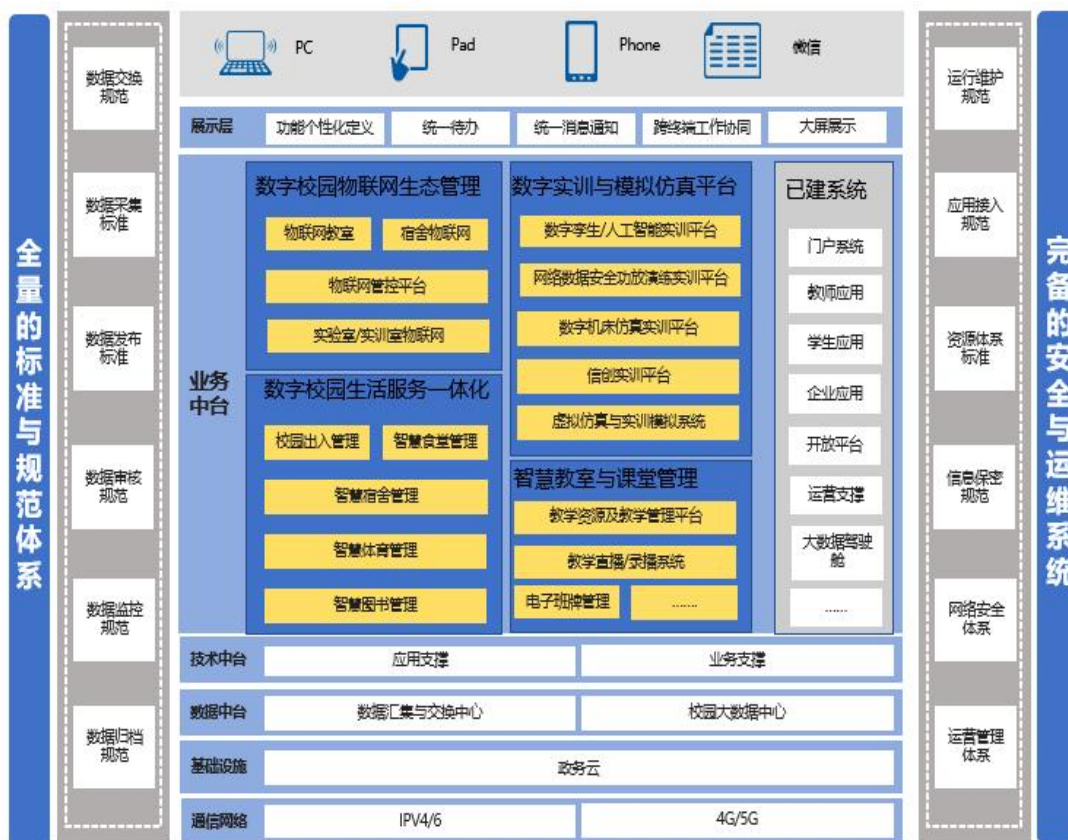 全量的标准与规范体系
数据交换
规范
数据采集
标准
数据发布
标准
数据审核
规范
数据监控
规范
数据归档
规范
PC
Pad
Phone
微信
展示层
功能个性化定义
统一待办
统一消息通知
跨终端工作协同
大屏展示
业务
中台
数字校园物联网生态管理
物联网教室
宿舍物联网
物联网管控平台
实验室/实训室物联网
数字校园生活服务一体化
校园出入管理
智慧食堂管理
智慧宿舍管理
智慧体育管理
智慧图书管理
数字实训与模拟仿真平台
数字孪生/人工智能实训平台
网络数据安全功放演练实训平台
数字机床仿真实训平台
信创实训平台
虚拟仿真与实训模拟系统
智慧教室与课堂管理
教学资源及教学管理平台
教学直播/录播系统
电子班牌管理
.......
已建系统
门户系统
教师应用
学生应用
企业应用
开放平台
运营支撑
大数据驾驶
舱
......
技术中台
应用支撑
业务支撑
数据中台
数据汇集与交换中心
校园大数据中心
基础设施
政务云
通信网络
IPV4/6
4G/5G
运行维护
规范
应用接入
规范
资源体系
标准
信息保密
规范
网络安全
体系
运营管理
体系
完备的安全与运维系统